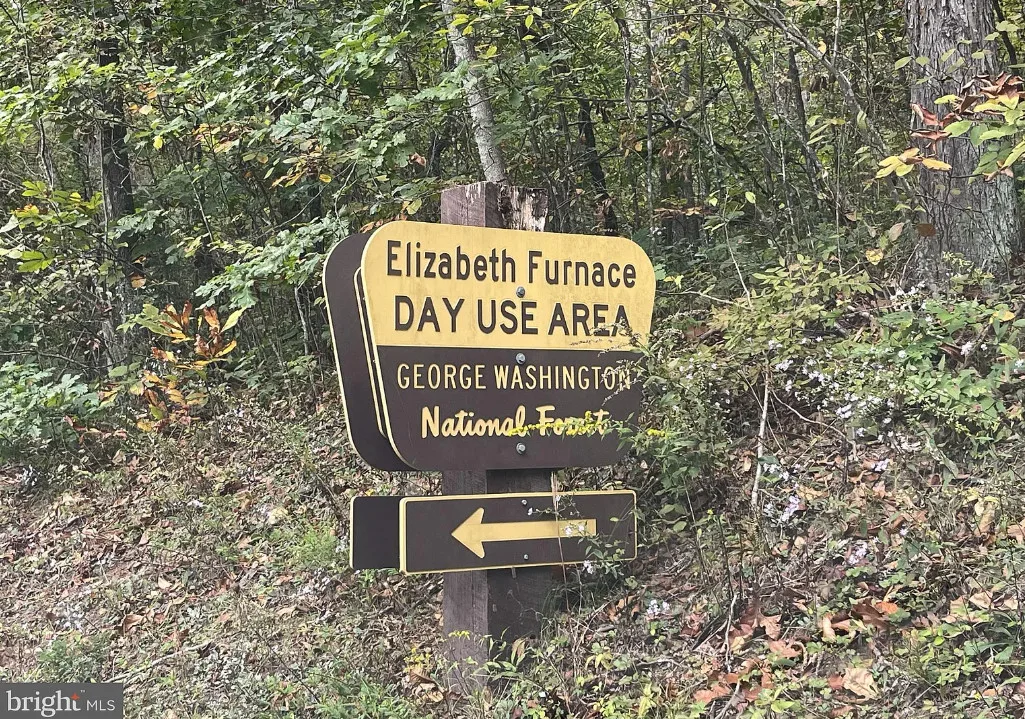 Elizabeth Furnace
DAY USE AREA
GEORGE WASHINGTON
National Forest
bright MLS